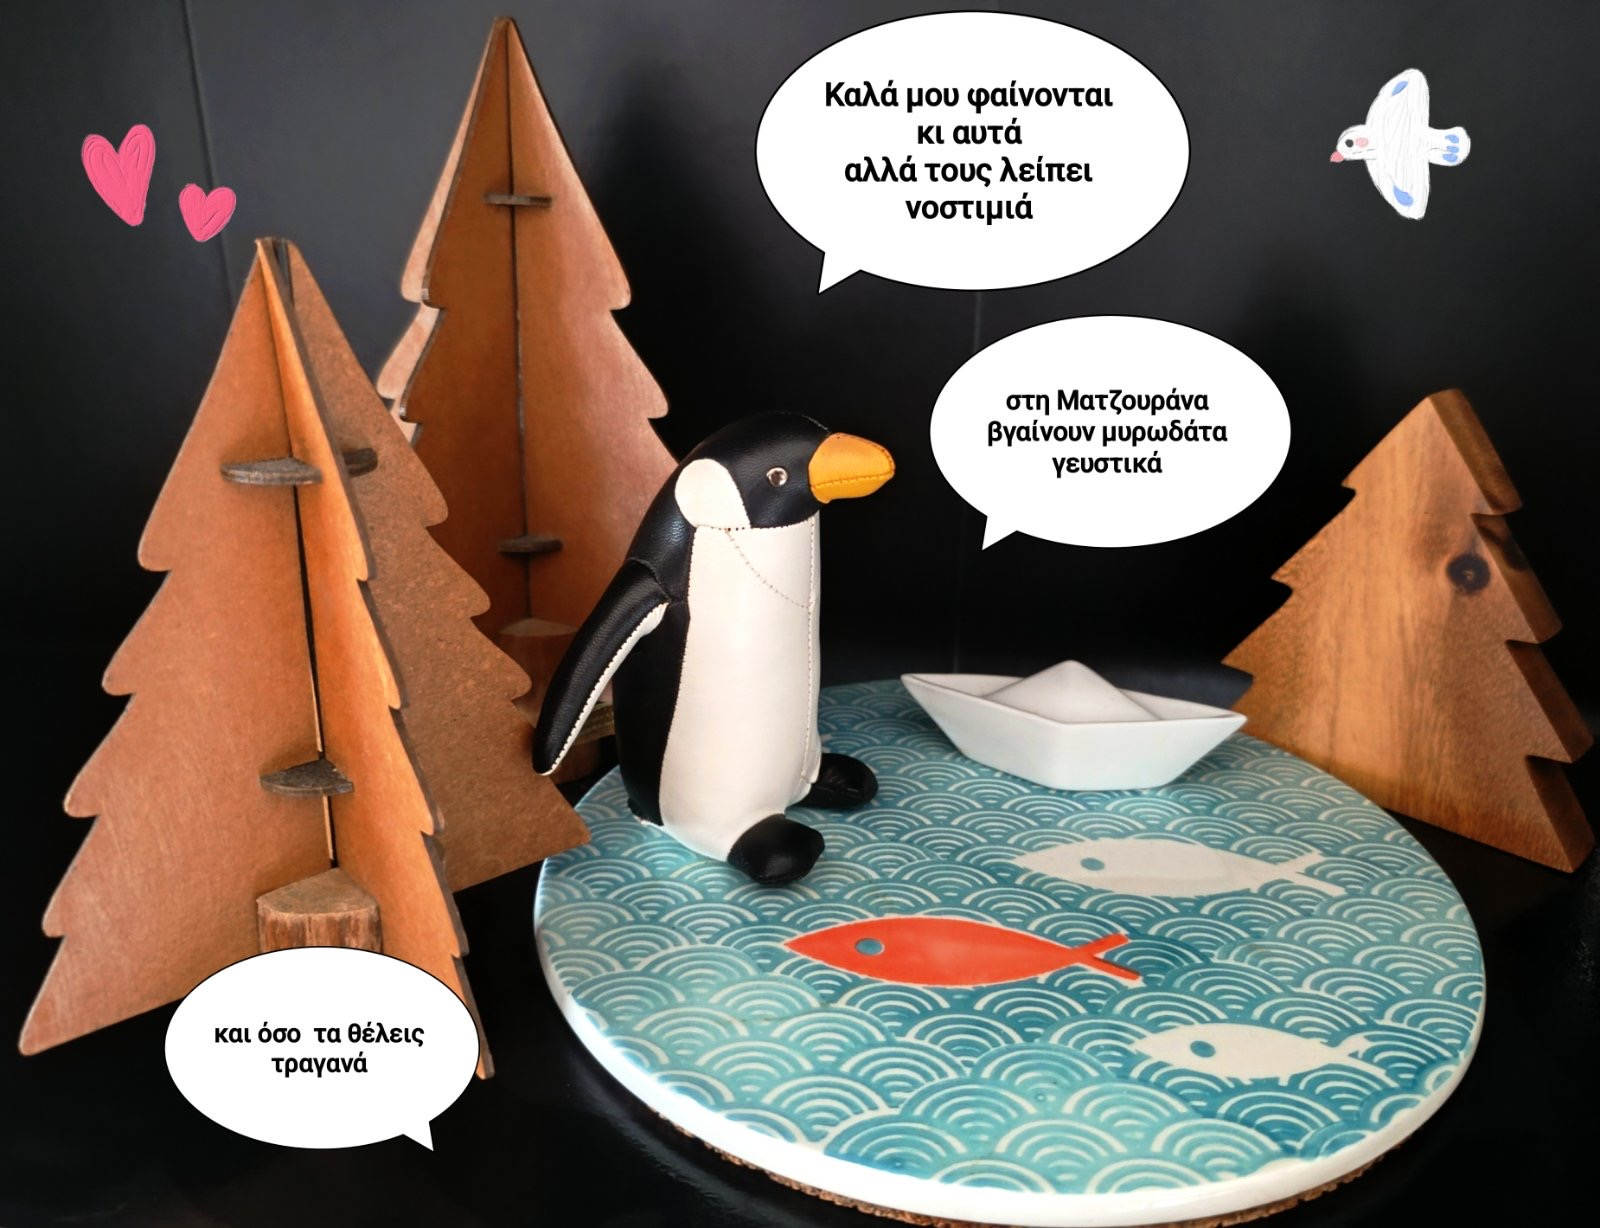 Καλά μου φαίνονται
κι αυτά
αλλά τους λείπει
νοστιμιά
στη Ματζουράνα
βγαίνουν μυρωδάτα
γευστικά
και όσο τα θέλεις
τραγανά